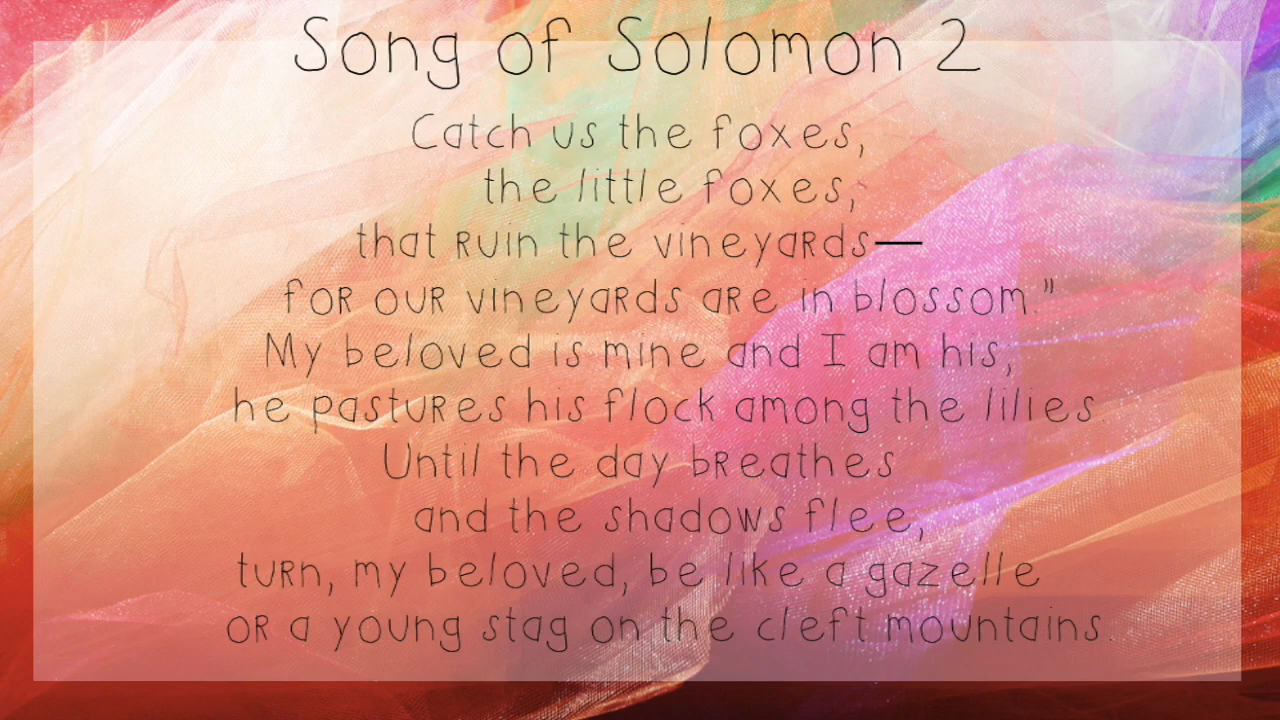 Song of Solomon 2
Catch us the foxes,
the little foxes,
that ruin the vineyards—
for our vineyards are in blossom."
My beloved is mine and I am his,
he pastures his flock among the lilies.
Until the day breathes
and the shadows flee,
turn, my beloved, be like a gazelle
or a young stag on the cleft mountains.